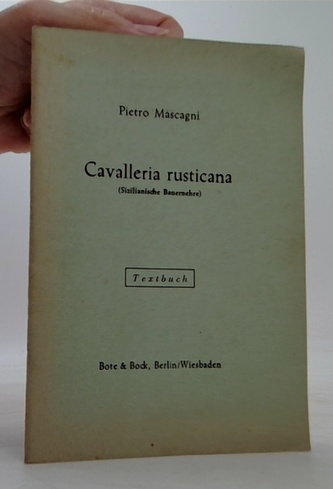 Pietro Mascagni
Cavalleria rusticana
(Sizilianische Bauernehre)
Textbuch
Bote & Bock, Berlin/Wiesbaden